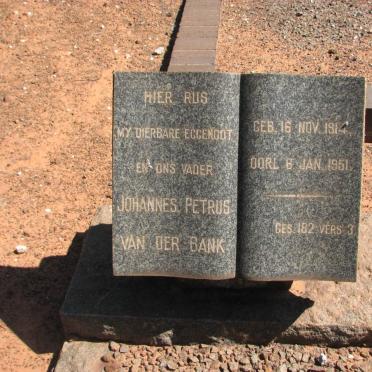 HIER RUS
MY DIERBARE EGGENOOT
EN ONS VADER
JOHANNES PETRUS
VAN DER BANK
GEB. 16 NOV. 1914.
OORL 6 JAN. 1951.
GES. 182 VERS 3